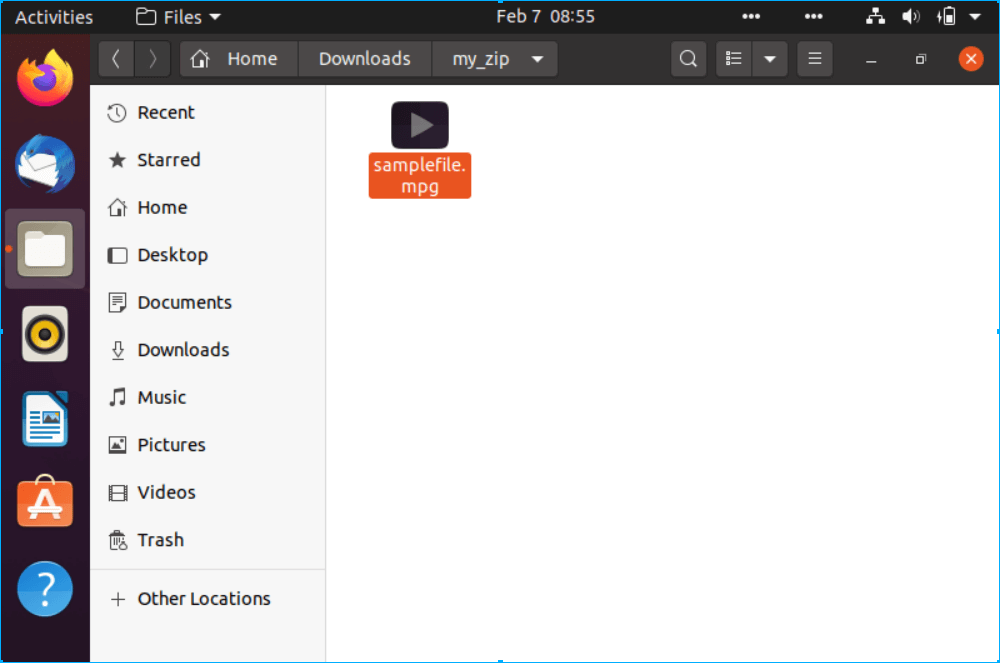 Activities Files Feb 7 08:55
Home Downloads my_zip
Recent
Starred
Home
Desktop
Documents
Downloads
Music
Pictures
Videos
Trash
Other Locations
samplefile.
mpg